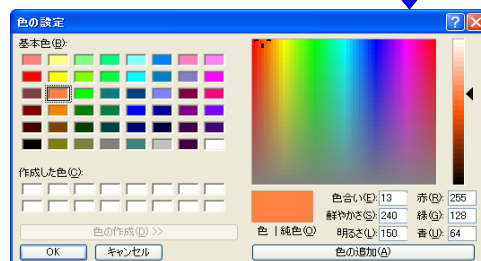 色の設定
基本色(B):
作成した色(C):
色の作成(D) >>
OK
キャンセル
色 | 純色(O)
色合い(E): 13
赤(R): 255
鮮やかさ(S): 240
緑(G): 128
明るさ(L): 150
青(U): 64
色の追加(A)